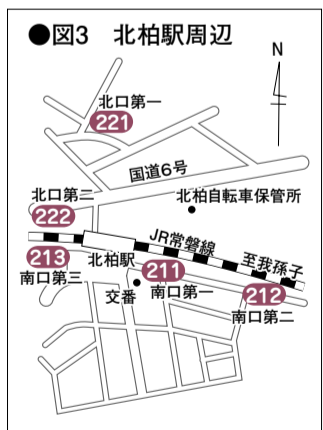 ●図3 北柏駅周辺
N
北口第一
221
国道6号
北柏自転車保管所
北口第二
222
JR常磐線
至我孫子
213
南口第三
北柏駅
211
南口第一
交番
212
南口第二